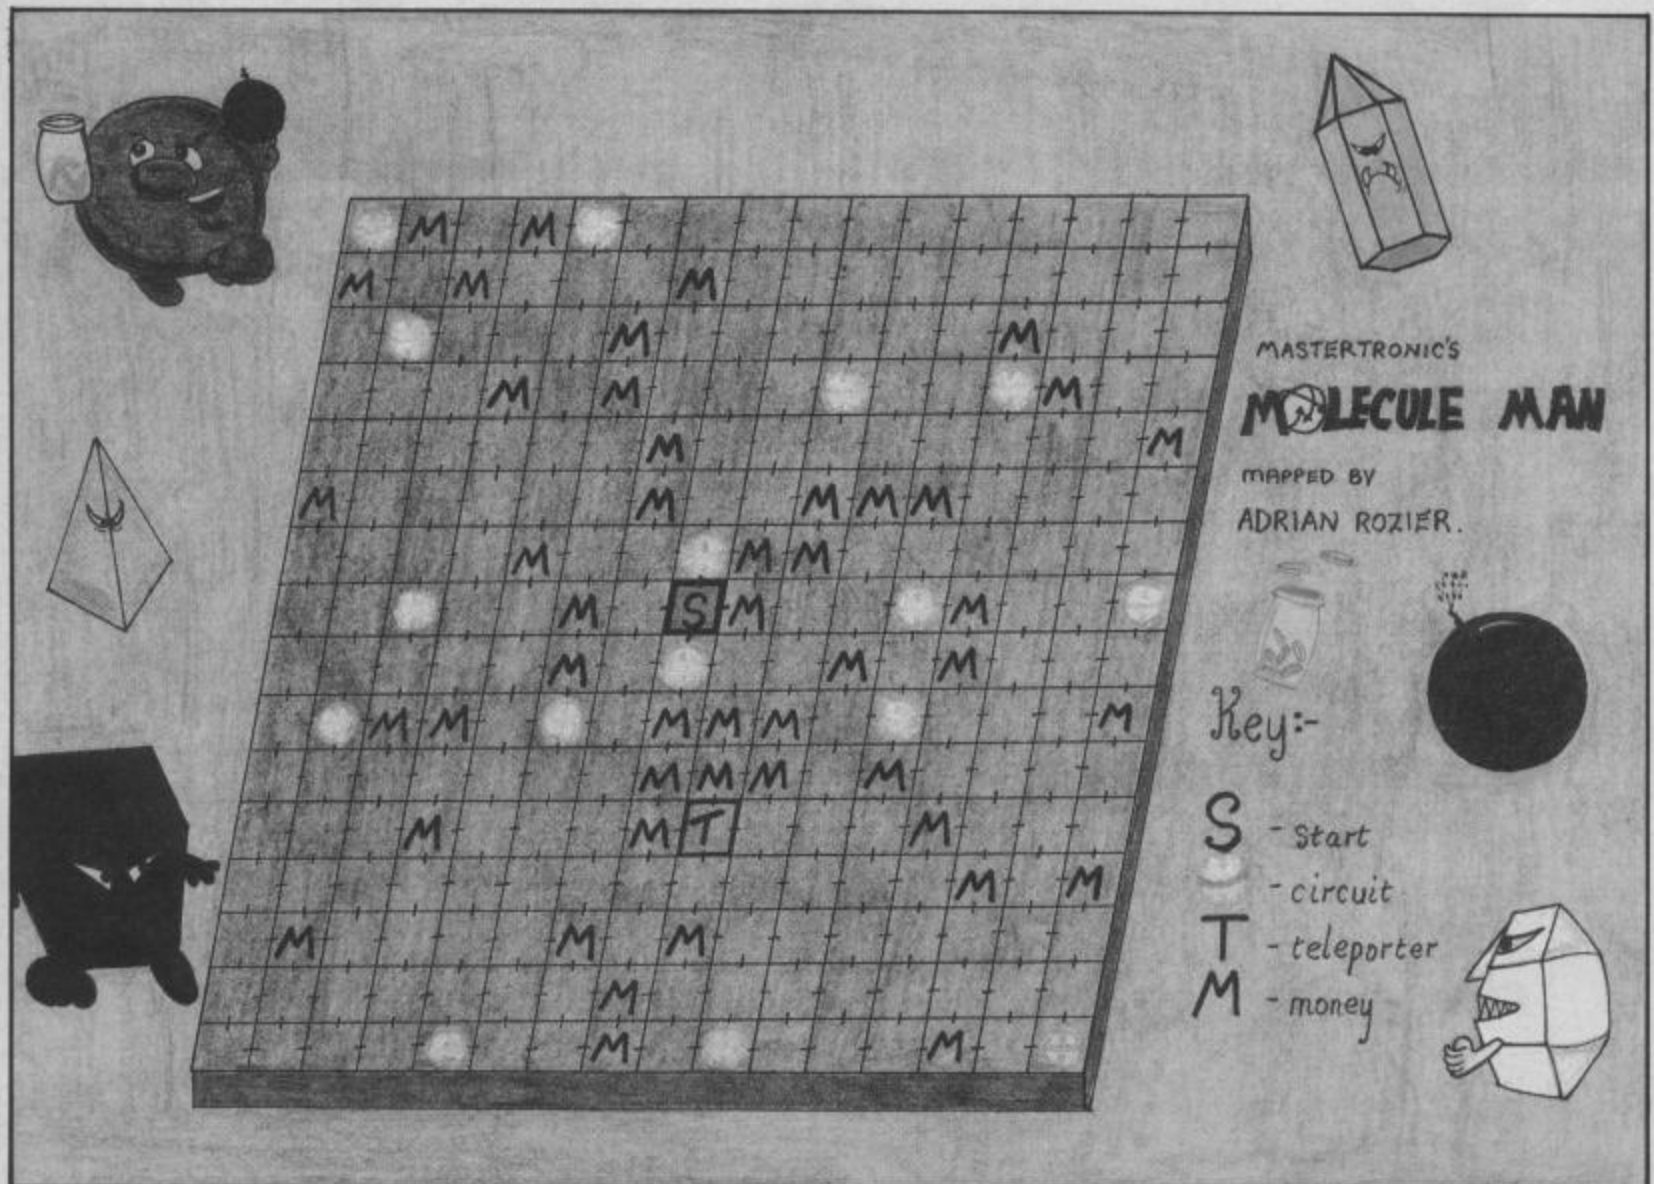 M M
M M M
M M
M M M
M M
M M M M M
M M M
M S M M
M M M
M M M M M M
M M M M
M M T M
M M
M M M
M
M M
MASTERTRONIC'S
MOLECULE MAN
MAPPED BY
ADRIAN ROZIER.
Key:-
S - start
- circuit
T - teleporter
M - money